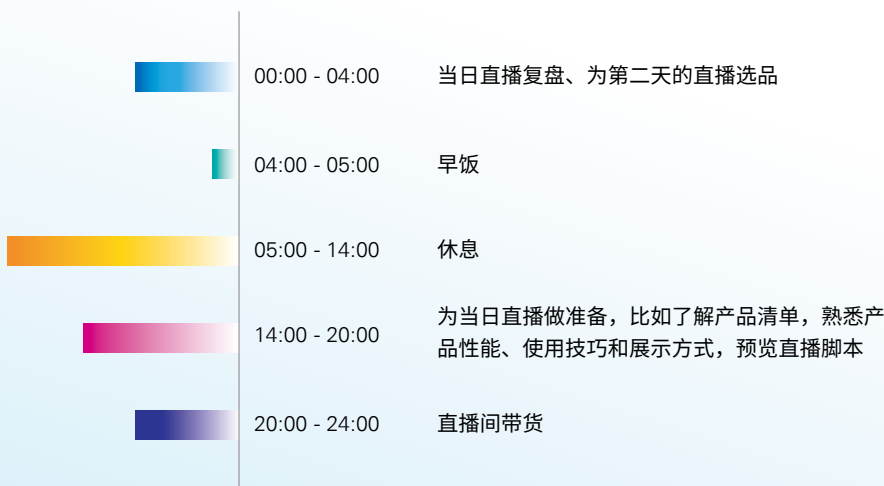 00:00 - 04:00 当日直播复盘、为第二天的直播选品
04:00 - 05:00 早饭
05:00 - 14:00 休息
14:00 - 20:00 为当日直播做准备，比如了解产品清单，熟悉产
品性能、使用技巧和展示方式，预览直播脚本
20:00 - 24:00 直播间带货